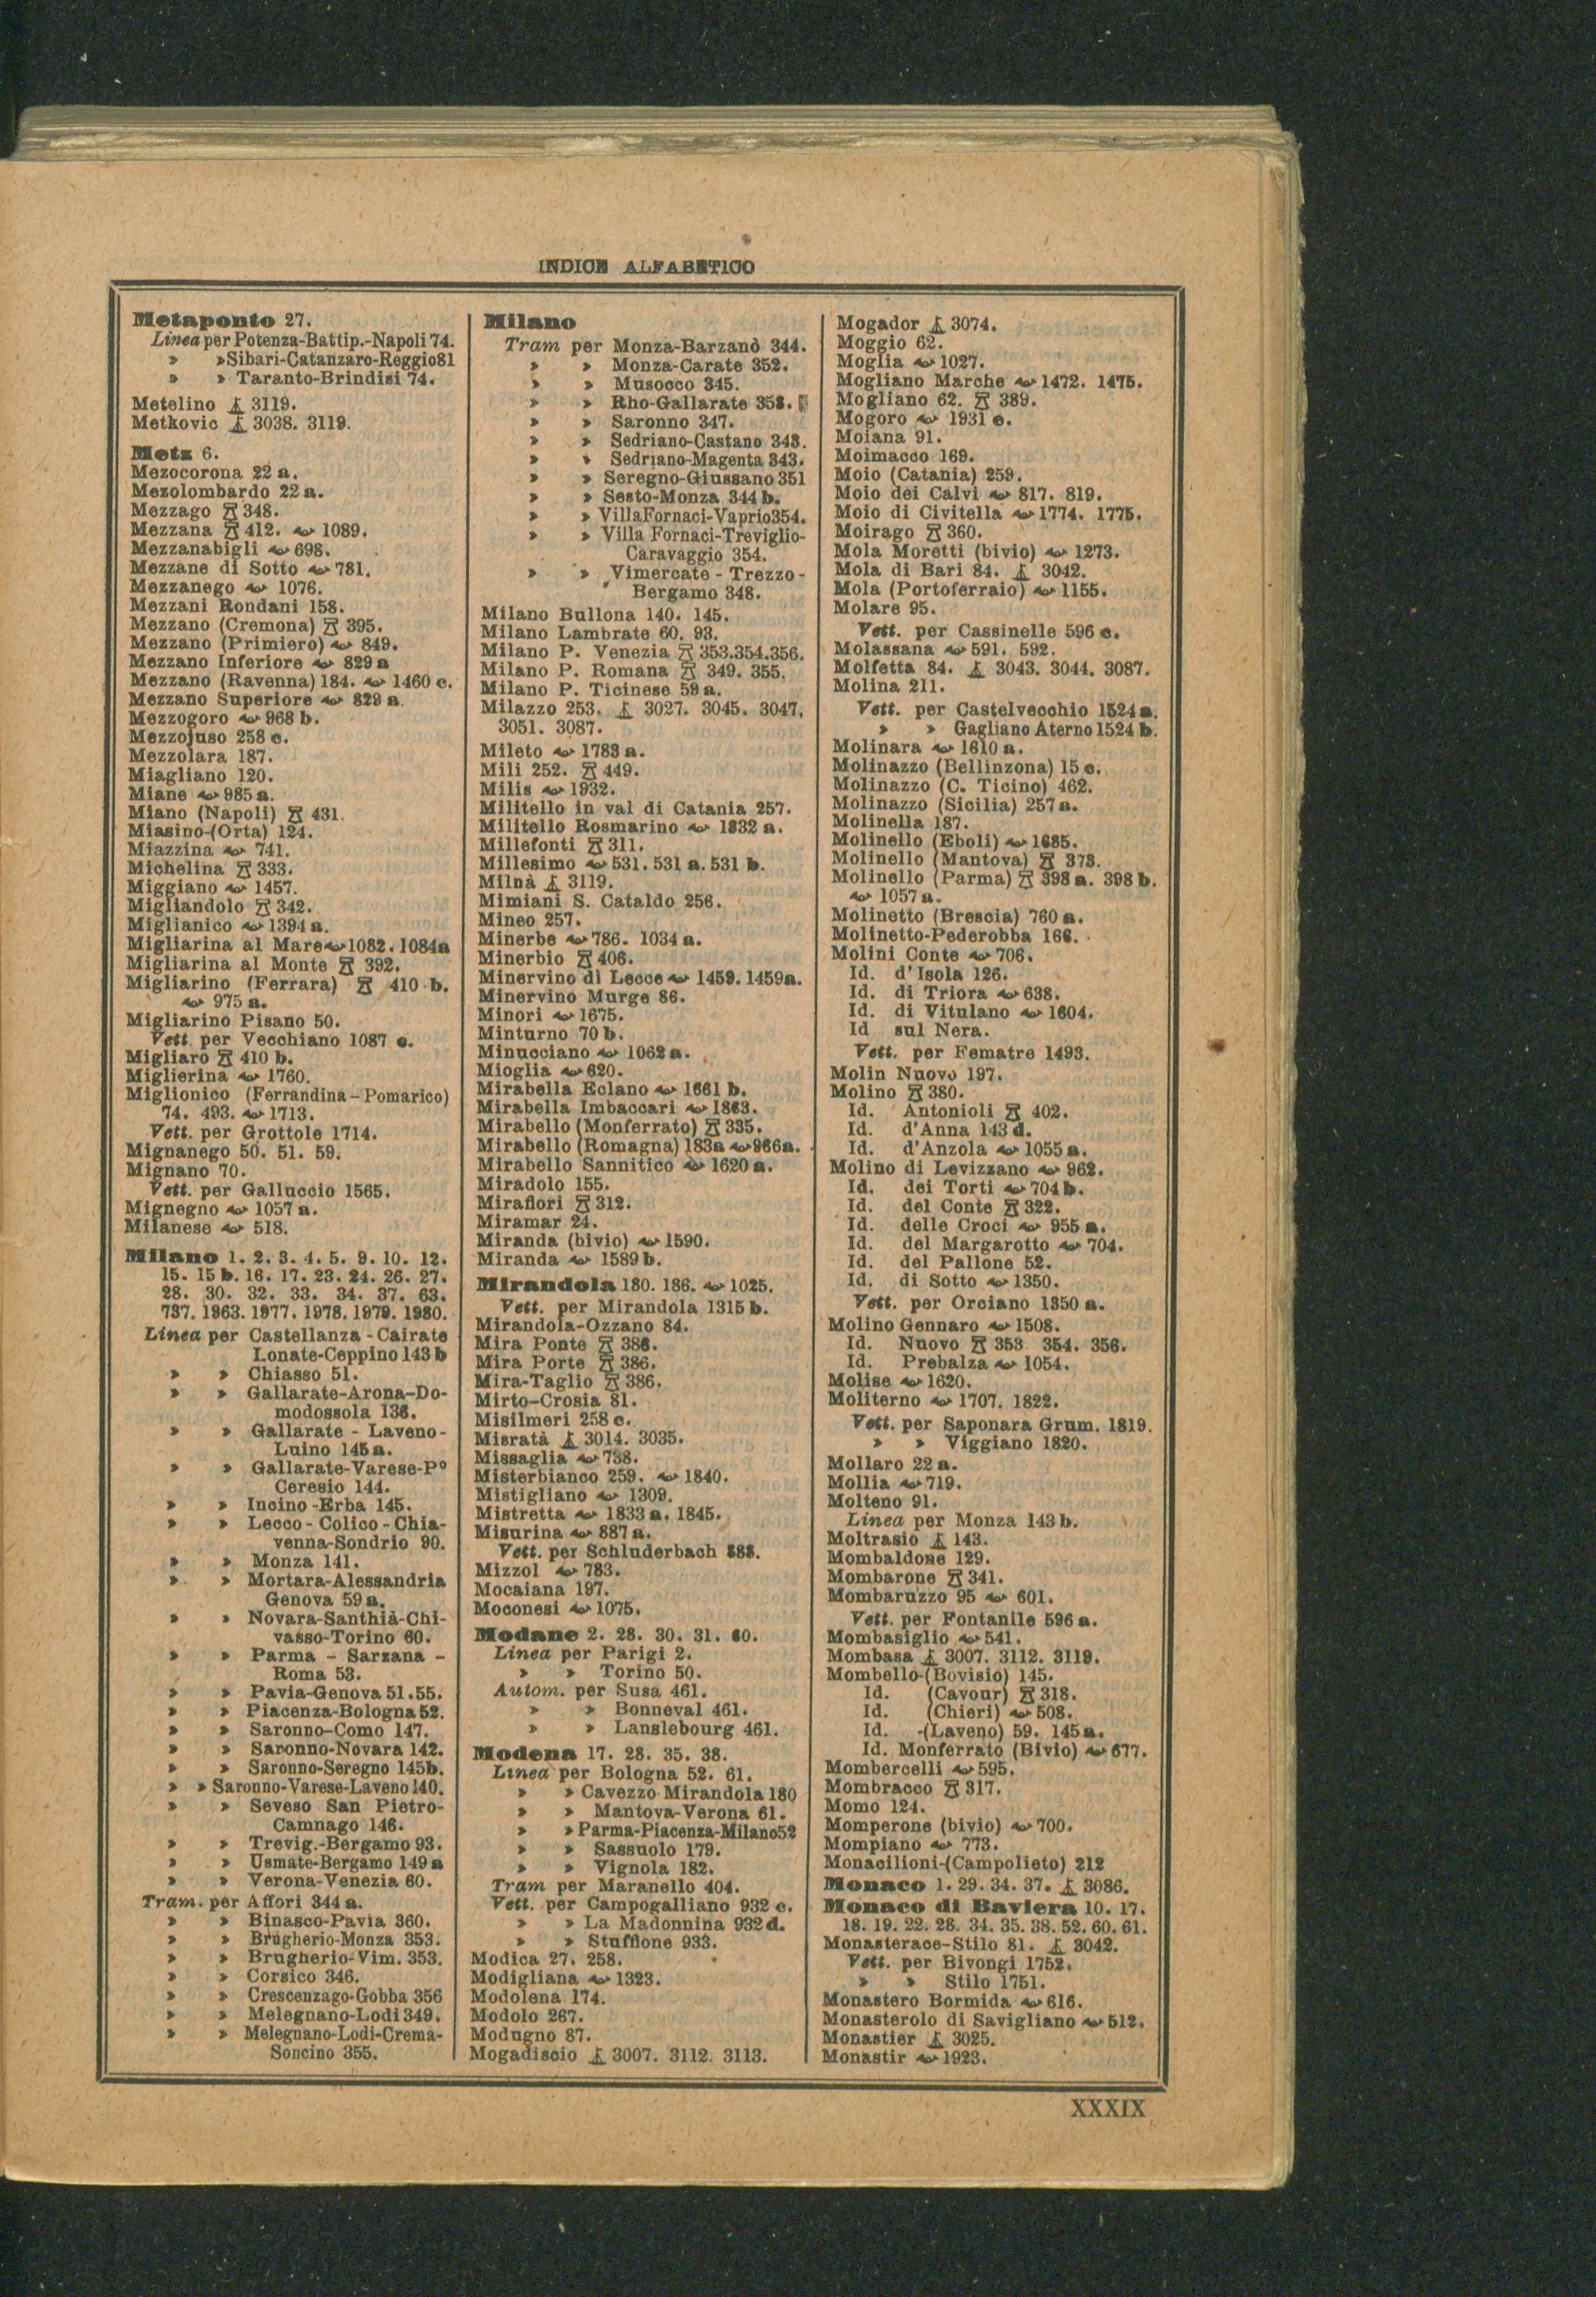 INDICE ALFABETICO
Metaponto 27.
Linea per Potenza-Battip.-Napoli 74.
» » Sibari-Catanzaro-Reggio 81
» » Taranto-Brindisi 74.
Metelino 3119.
Metkovic 3038. 3119.
Metz 6.
Mezocorona 22 a.
Mezolombardo 22 a.
Mezzago 348.
Mezzana 412. 1089.
Mezzanabigli 698.
Mezzane di Sotto 781.
Mezzanego 1076.
Mezzani Rondani 158.
Mezzano (Cremona) 395.
Mezzano (Primiero) 849.
Mezzano Inferiore 829 a
Mezzano (Ravenna) 184. 1460 c.
Mezzano Superiore 829 a.
Mezzogoro 968 b.
Mezzojuso 258 c.
Mezzolara 187.
Miagliano 120.
Miane 985 a.
Miano (Napoli) 431.
Miasino-(Orta) 124.
Miazzina 741.
Michelina 333.
Miggiano 1457.
Migliandolo 342.
Miglianico 1394 a.
Migliarina al Mare 1082. 1084a
Migliarina al Monte 392.
Migliarino (Ferrara) 410 b.
975 a.
Migliarino Pisano 50.
Vett. per Vecchiano 1087 c.
Migliaro 410 b.
Miglierina 1760.
Miglionico (Ferrandina-Pomarico)
74. 493. 1713.
Vett. per Grottole 1714.
Mignanego 50. 51. 59.
Mignano 70.
Vett. per Galluccio 1565.
Mignegno 1057 a.
Milanese 518.
Milano 1. 2. 3. 4. 5. 9. 10. 12.
15. 15 b. 16. 17. 23. 24. 26. 27.
28. 30. 32. 33. 34. 37. 63.
737. 1963. 1977. 1978. 1979. 1980.
Linea per Castellanza-Cairate
Lonate-Ceppino 143 b
» » Chiasso 51.
» » Gallarate-Arona-Do-
modossola 136.
» » Gallarate - Laveno-
Luino 145 a.
» » Gallarate-Varese-Pº
Ceresio 144.
» » Incino-Erba 145.
» » Lecco-Colico-Chia-
venna-Sondrio 90.
» » Monza 141.
» » Mortara-Alessandria
Genova 59 a.
» » Novara-Santhià-Chi-
vasso-Torino 60.
» » Parma - Sarzana -
Roma 53.
» » Pavia-Genova 51.55.
» » Piacenza-Bologna 52.
» » Saronno-Como 147.
» » Saronno-Novara 142.
» » Saronno-Seregno 145b.
» » Saronno-Varese-Laveno 140.
» » Seveso San Pietro-
Camnago 146.
» » Trevig.-Bergamo 93.
» » Usmate-Bergamo 149 a
» » Verona-Venezia 60.
Tram. per Affori 344 a.
» » Binasco-Pavia 360.
» » Brugherio-Monza 353.
» » Brugherio-Vim. 353.
» » Corsico 346.
» » Crescenzago-Gobba 356
» » Melegnano-Lodi 349.
» » Melegnano-Lodi-Crema-
Soncino 355.
Milano
Tram per Monza-Barzanò 344.
» » Monza-Carate 352.
» » Musocco 345.
» » Rho-Gallarate 358.
» » Saronno 347.
» » Sedriano-Castano 343.
» » Sedriano-Magenta 343.
» » Seregno-Giussano 351
» » Sesto-Monza 344 b.
» » Villa Fornaci-Vaprio 354.
» » Villa Fornaci-Treviglio-
Caravaggio 354.
» » Vimercate - Trezzo -
Bergamo 348.
Milano Bullona 140. 145.
Milano Lambrate 60. 93.
Milano P. Venezia 353.354.356.
Milano P. Romana 349. 355.
Milano P. Ticinese 59 a.
Milazzo 253. 3027. 3045. 3047.
3051. 3087.
Mileto 1783 a.
Mili 252. 449.
Milis 1932.
Militello in val di Catania 257.
Militello Rosmarino 1832 a.
Millefonti 311.
Millesimo 531. 531 a. 531 b.
Milnà 3119.
Mimiani S. Cataldo 256.
Mineo 257.
Minerbe 786. 1034 a.
Minerbio 406.
Minervino di Lecce 1459. 1459a.
Minervino Murge 86.
Minori 1675.
Minturno 70 b.
Minucciano 1062 a.
Mioglia 620.
Mirabella Eclano 1661 b.
Mirabella Imbaccari 1863.
Mirabello (Monferrato) 335.
Mirabello (Romagna) 183a 966a.
Mirabello Sannitico 1620 a.
Miradolo 155.
Mirafiori 312.
Miramar 24.
Miranda (bivio) 1590.
Miranda 1589 b.
Mirandola 180. 186. 1025.
Vett. per Mirandola 1315 b.
Mirandola-Ozzano 84.
Mira Ponte 386.
Mira Porte 386.
Mira-Taglio 386.
Mirto-Crosia 81.
Misilmeri 258 c.
Misratà 3014. 3035.
Missaglia 738.
Misterbianco 259. 1840.
Mistigliano 1309.
Mistretta 1833 a. 1845.
Misurina 887 a.
Vett. per Schluderbach 888.
Mizzol 783.
Mocaiana 197.
Moconesi 1075.
Modane 2. 28. 30. 31. 60.
Linea per Parigi 2.
» » Torino 50.
Autom. per Susa 461.
» » Bonneval 461.
» » Lanslebourg 461.
Modena 17. 28. 35. 38.
Linea per Bologna 52. 61.
» » Cavezzo Mirandola 180
» » Mantova-Verona 61.
» » Parma-Piacenza-Milano 52
» » Sassuolo 179.
» » Vignola 182.
Tram per Maranello 404.
Vett. per Campogalliano 932 c.
» » La Madonnina 932 d.
» » Stuffione 933.
Modica 27. 258.
Modigliana 1323.
Modolena 174.
Modolo 267.
Modugno 87.
Mogadiscio 3007. 3112. 3113.
Mogador 3074.
Moggio 62.
Moglia 1027.
Mogliano Marche 1472. 1475.
Mogliano 62. 389.
Mogoro 1931 c.
Moiana 91.
Moimacco 169.
Moio (Catania) 259.
Moio dei Calvi 817. 819.
Moio di Civitella 1774. 1775.
Moirago 360.
Mola Moretti (bivio) 1273.
Mola di Bari 84. 3042.
Mola (Portoferraio) 1155.
Molare 95.
Vett. per Cassinelle 596 c.
Molassana 591. 592.
Molfetta 84. 3043. 3044. 3087.
Molina 211.
Vett. per Castelvecchio 1524 a.
» » Gagliano Aterno 1524 b.
Molinara 1610 a.
Molinazzo (Bellinzona) 15 c.
Molinazzo (C. Ticino) 462.
Molinazzo (Sicilia) 257 a.
Molinella 187.
Molinello (Eboli) 1685.
Molinello (Mantova) 373.
Molinello (Parma) 398 a. 398 b.
1057 a.
Molinetto (Brescia) 760 a.
Molinetto-Pederobba 166.
Molini Conte 706.
Id. d'Isola 126.
Id. di Triora 638.
Id. di Vitulano 1604.
Id sul Nera.
Vett. per Fematre 1493.
Molin Nuovo 197.
Molino 380.
Id. Antonioli 402.
Id. d'Anna 143 d.
Id. d'Anzola 1055 a.
Molino di Levizzano 962.
Id. dei Torti 704 b.
Id. del Conte 322.
Id. delle Croci 955 a.
Id. del Margarotto 704.
Id. del Pallone 52.
Id. di Sotto 1350.
Vett. per Orciano 1350 a.
Molino Gennaro 1508.
Id. Nuovo 353 354. 356.
Id. Prebalza 1054.
Molise 1620.
Moliterno 1707. 1822.
Vett. per Saponara Grum. 1819.
» » Viggiano 1820.
Mollaro 22 a.
Mollia 719.
Molteno 91.
Linea per Monza 143 b.
Moltrasio 143.
Mombaldone 129.
Mombarone 341.
Mombaruzzo 95 601.
Vett. per Fontanile 596 a.
Mombasiglio 541.
Mombasa 3007. 3112. 3119.
Mombello-(Bovisio) 145.
Id. (Cavour) 318.
Id. (Chieri) 508.
Id. -(Laveno) 59. 145 a.
Id. Monferrato (Bivio) 677.
Mombercelli 595.
Mombracco 317.
Momo 124.
Momperone (bivio) 700.
Mompiano 773.
Monacilioni-(Campolieto) 212
Monaco 1. 29. 34. 37. 3086.
Monaco di Baviera 10. 17.
18. 19. 22. 28. 34. 35. 38. 52. 60. 61.
Monasterace-Stilo 81. 3042.
Vett. per Bivongi 1752.
» » Stilo 1751.
Monastero Bormida 616.
Monasterolo di Savigliano 512.
Monastier 3025.
Monastir 1923.
XXXIX